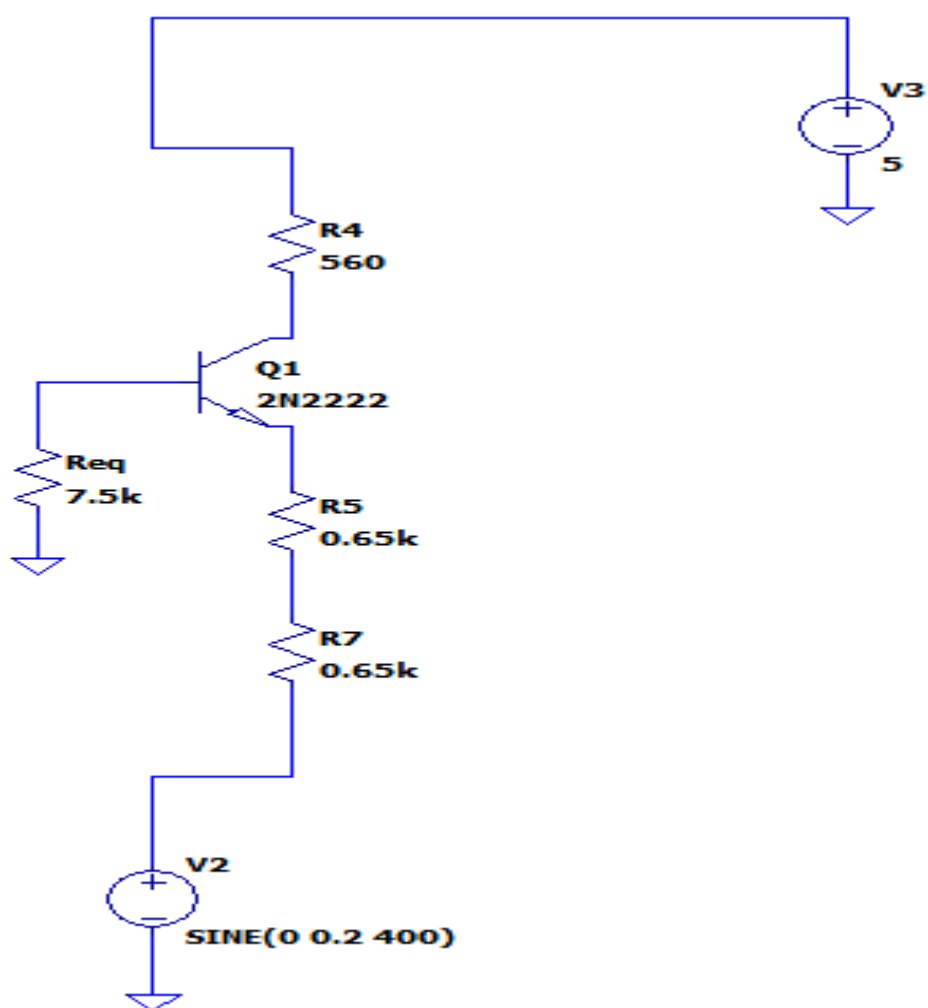 V3
+
−
5
R4
560
Q1
2N2222
Req
7.5k
R5
0.65k
R7
0.65k
V2
+
−
SINE(0 0.2 400)